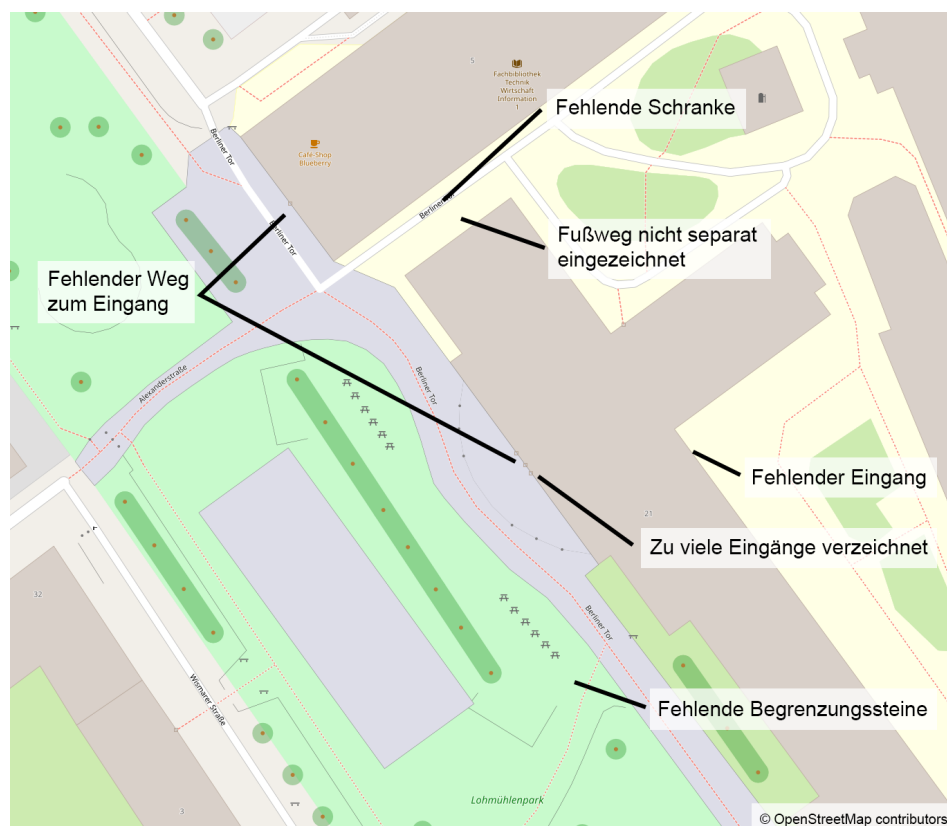 5
Fachbibliothek
Technik
Wirtschaft
Information
1
Fehlende Schranke
Berliner Tor
Café-Shop
Blueberry
Berliner Tor
Berliner Tor
Fußweg nicht separat
eingezeichnet
Fehlender Weg
zum Eingang
Alexanderstraße
Berliner Tor
Fehlender Eingang
21
Zu viele Eingänge verzeichnet
32
Berliner Tor
Wismarer Straße
Fehlende Begrenzungssteine
Lohmühlenpark
3
© OpenStreetMap contributors